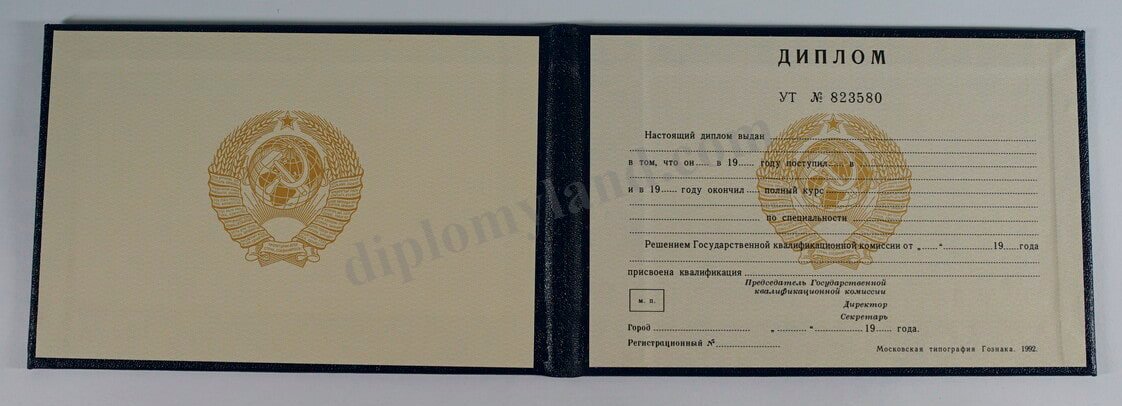 ДИПЛОМ
УТ № 823580
Настоящий диплом выдан
в том, что он..... в 19...... году поступил..... в
и в 19...... году окончил ..... полный курс
по специальности
Решением Государственной квалификационной комиссии от „......“ .............. 19......года
присвоена квалификация
Председатель Государственной
квалификационной комиссии
м. п.
Директор
Секретарь
Город .......................... „ .......... “ ............... 19 ...... года.
Регистрационный №
Московская типография Гознака. 1992.
diplomyland.com